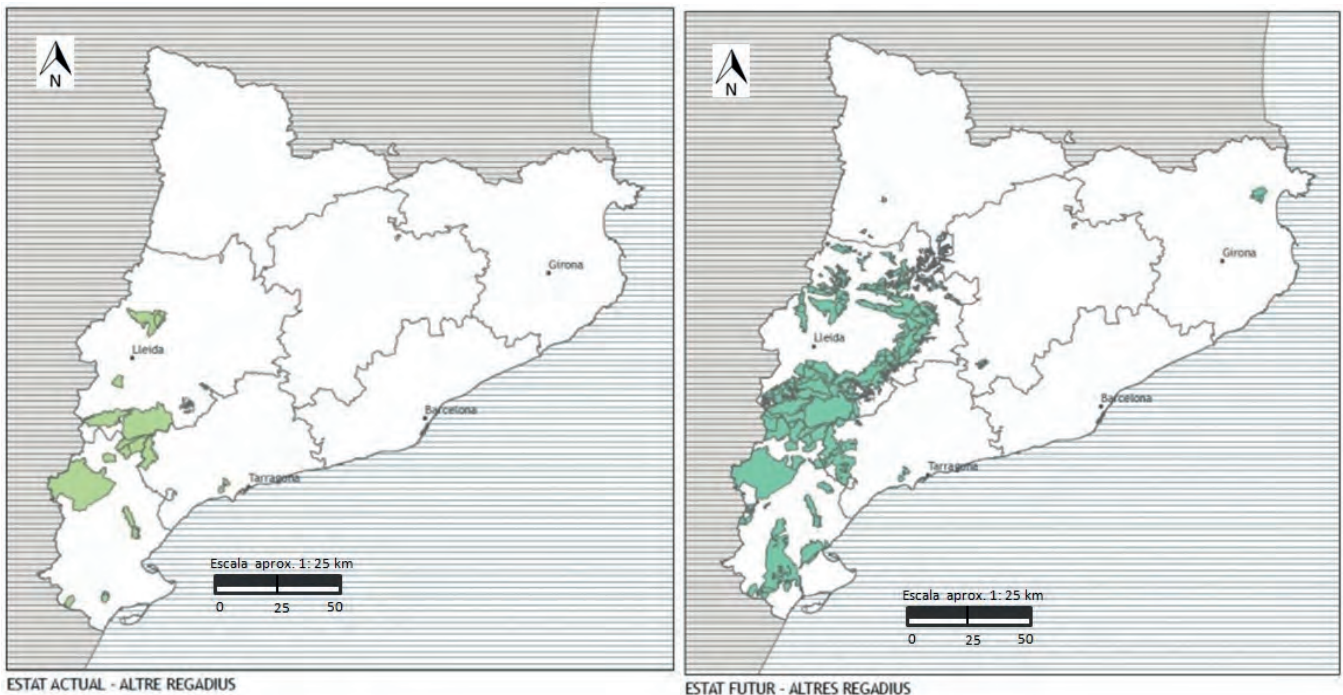 N
Girona
Lleida
Barcelona
Tarragona
Escala aprox. 1: 25 km
0 25 50
ESTAT ACTUAL - ALTRE REGADIUS
N
Girona
Lleida
Barcelona
Tarragona
Escala aprox. 1: 25 km
0 25 50
ESTAT FUTUR - ALTRES REGADIUS